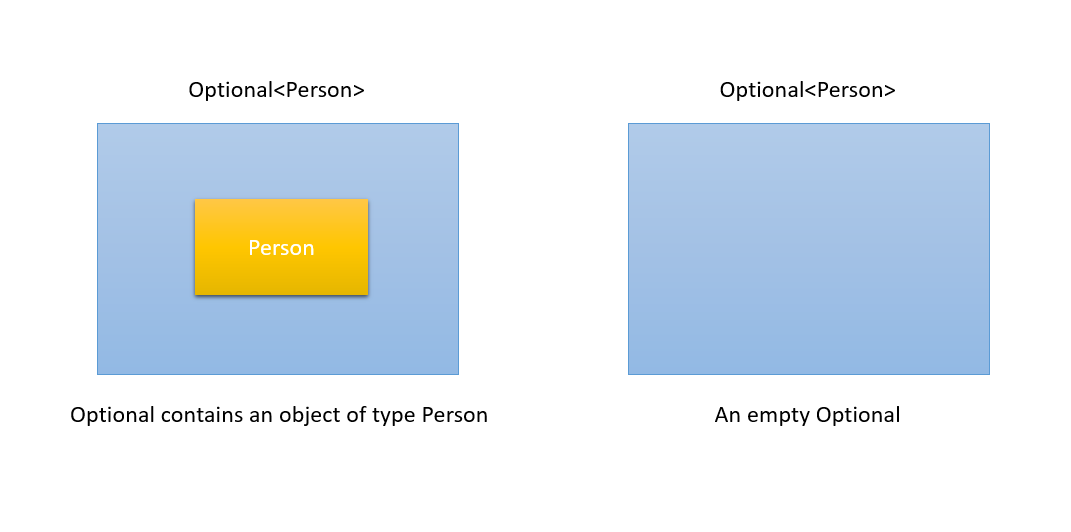 Optional<Person>
Person
Optional contains an object of type Person
Optional<Person>
An empty Optional